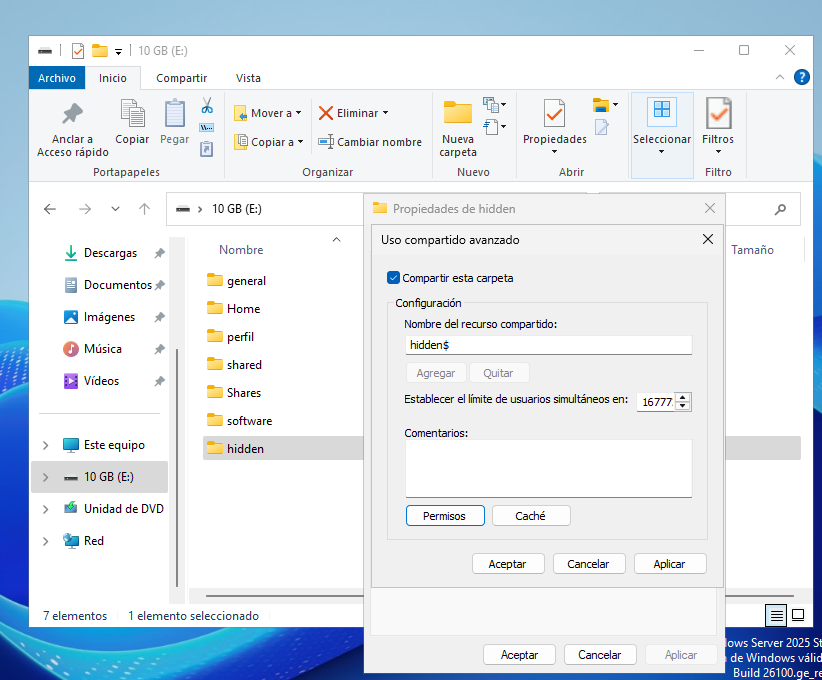 10 GB (E:)
Archivo
Inicio
Compartir
Vista
Anclar a
Acceso rápido
Copiar
Pegar
Mover a
Copiar a
Eliminar
Cambiar nombre
Nueva
carpeta
Propiedades
Seleccionar
Filtros
Portapapeles
Organizar
Nuevo
Abrir
Filtro
10 GB (E:)
Descargas
Documentos
Imágenes
Música
Vídeos
Este equipo
10 GB (E:)
Unidad de DVD
Red
Nombre
Tamaño
general
Home
perfil
shared
Shares
software
hidden
7 elementos
1 elemento seleccionado
Propiedades de hidden
Uso compartido avanzado
Compartir esta carpeta
Configuración
Nombre del recurso compartido:
hidden$
Agregar
Quitar
Establecer el límite de usuarios simultáneos en:
16777
Comentarios:
Permisos
Caché
Aceptar
Cancelar
Aplicar
Aceptar
Cancelar
Aplicar
Server 2025
de Windows
Build 26100.ge_re